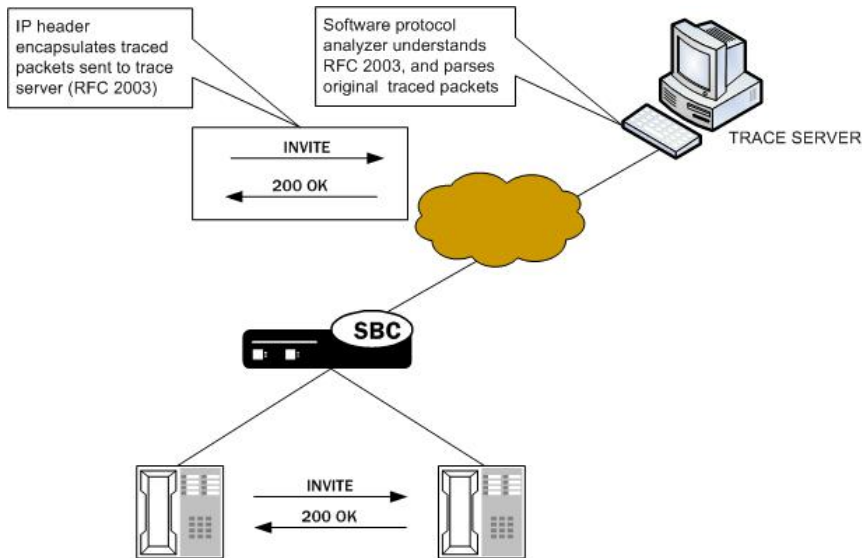 IP header
encapsulates traced
packets sent to trace
server (RFC 2003)
Software protocol
analyzer understands
RFC 2003, and parses
original traced packets
TRACE SERVER
INVITE
200 OK
SBC
INVITE
200 OK